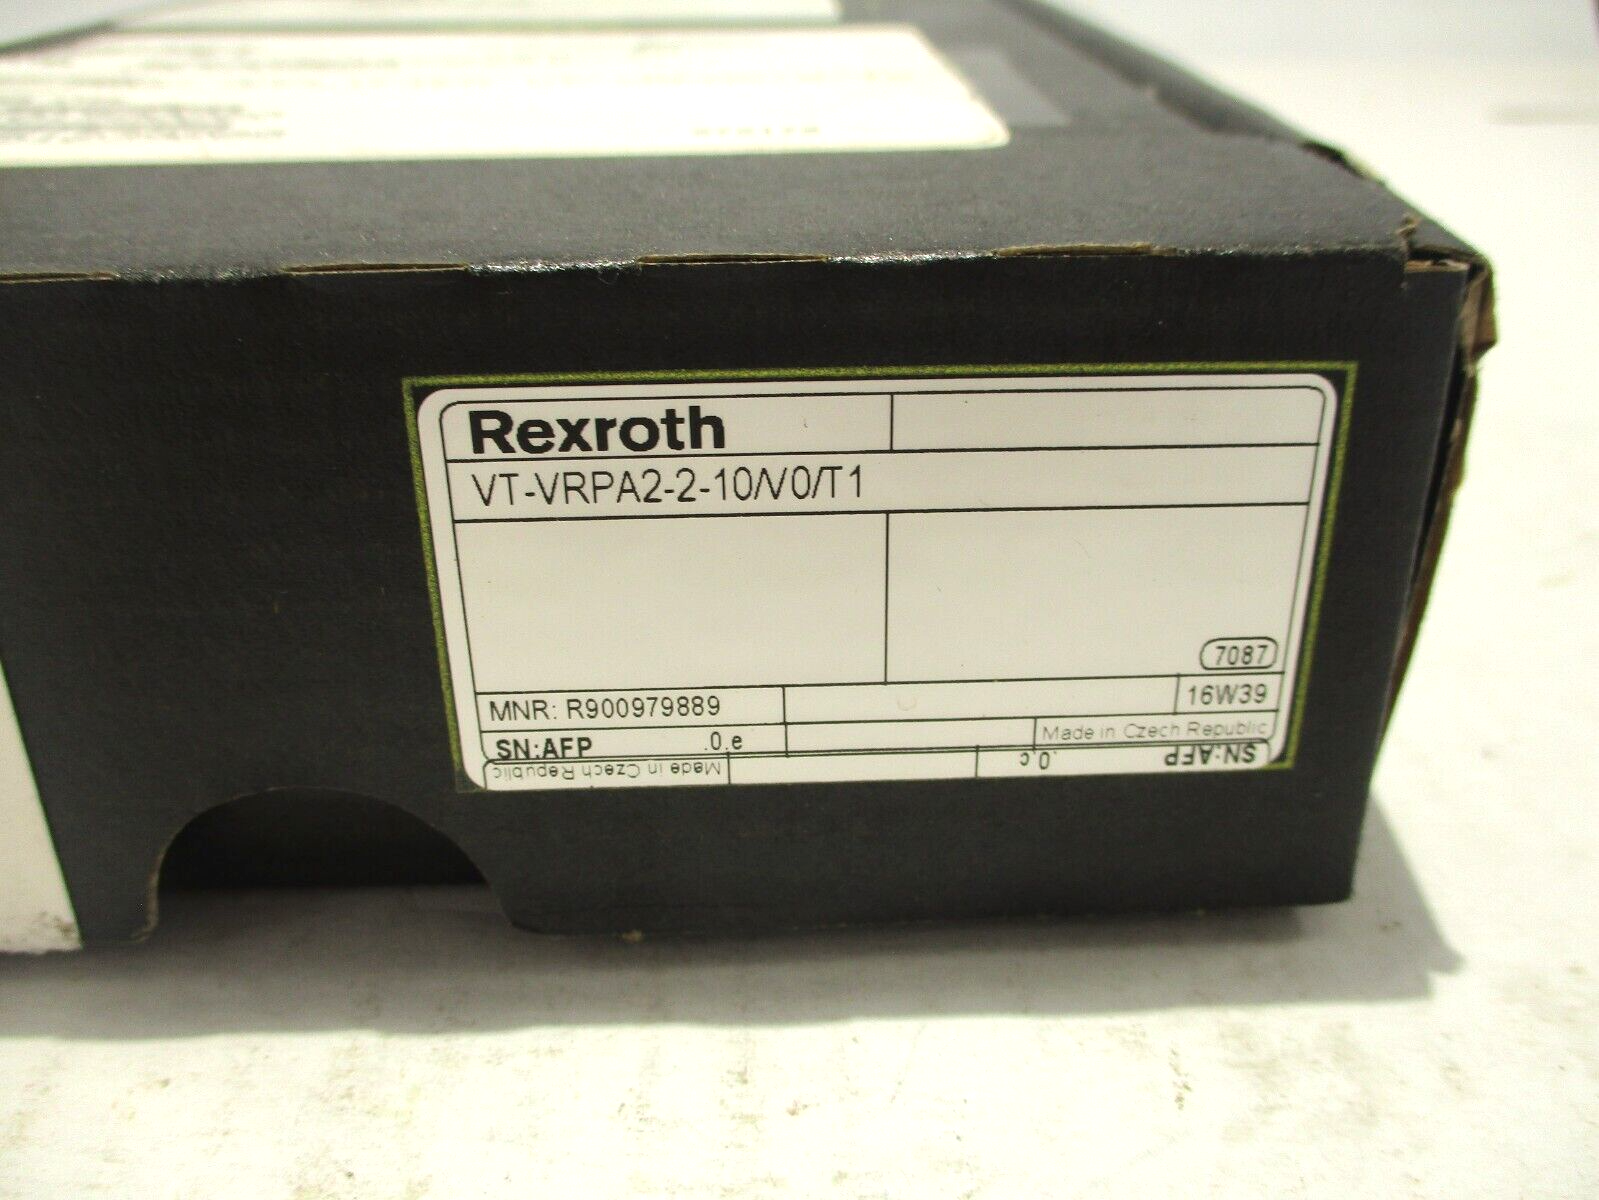 Rexroth
VT-VRPA2-2-10/V0/T1
7087
MNR: R900979889
16W39
SN:AFP .0.e
Made in Czech Republic
SN:AFP .0.c
Made in Czech Republic